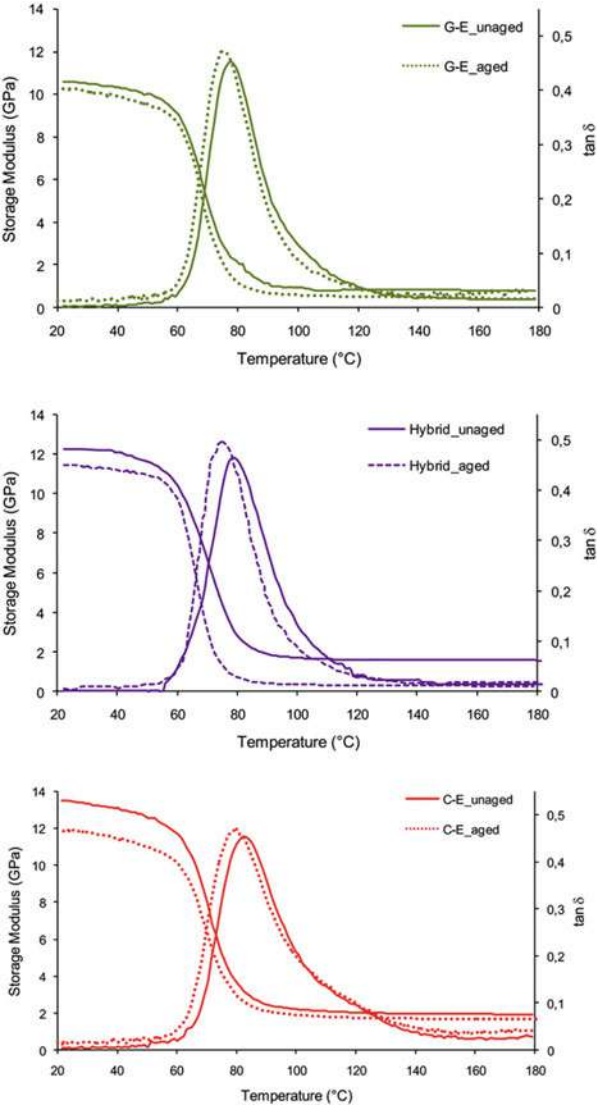 14
12
10
8
6
4
2
0
Storage Modulus (GPa)
G-E_unaged
G-E_aged
0,5
0,4
0,3
0,2
0,1
0
tan δ
20 40 60 80 100 120 140 160 180
Temperature (°C)
14
12
10
8
6
4
2
0
Storage Modulus (GPa)
Hybrid_unaged
Hybrid_aged
0,5
0,4
0,3
0,2
0,1
0
tan δ
20 40 60 80 100 120 140 160 180
Temperature (°C)
14
12
10
8
6
4
2
0
Storage Modulus (GPa)
C-E_unaged
C-E_aged
0,5
0,4
0,3
0,2
0,1
0
tan δ
20 40 60 80 100 120 140 160 180
Temperature (°C)